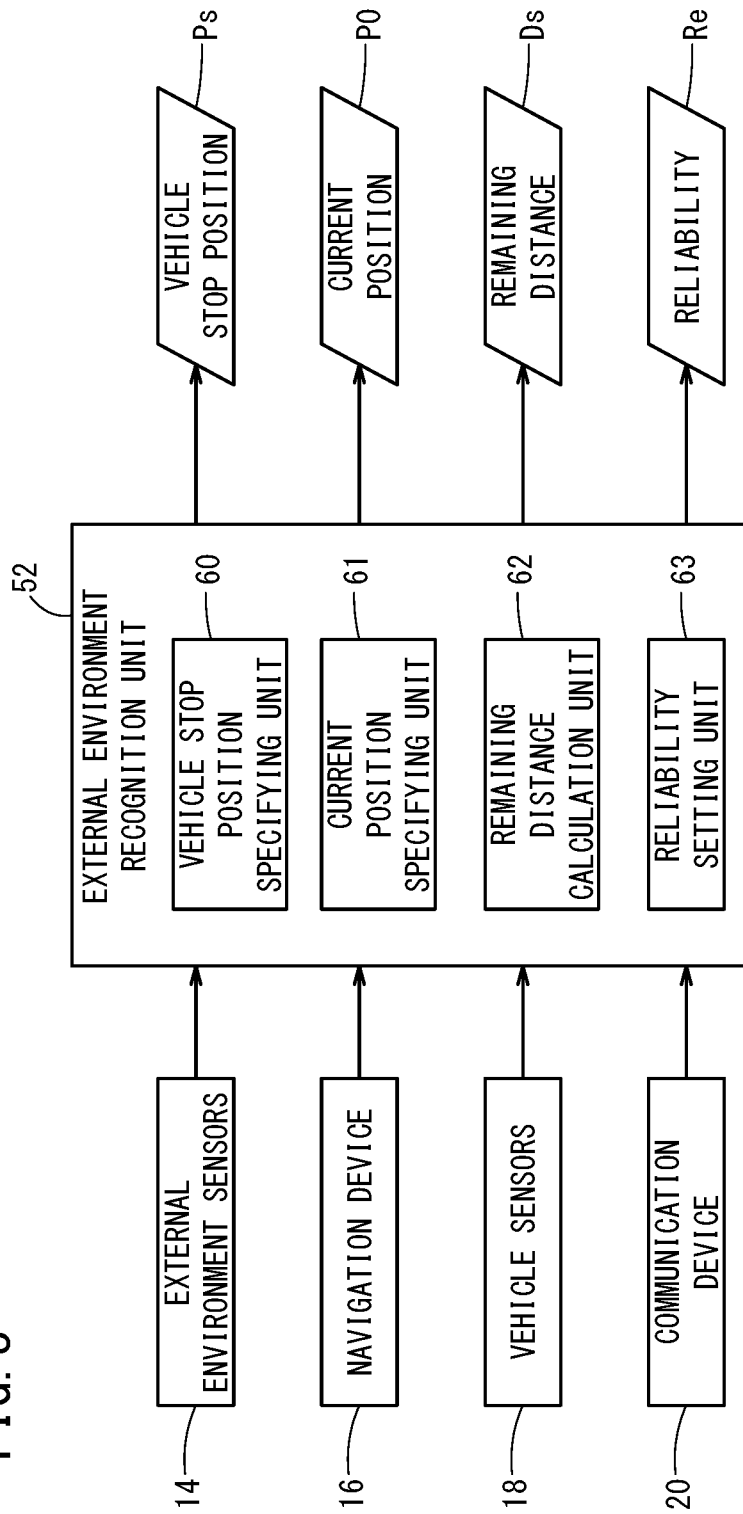 FIG.
52
EXTERNAL ENVIRONMENT
RECOGNITION UNIT
14
EXTERNAL
ENVIRONMENT SENSORS
VEHICLE STOP
POSITION
SPECIFYING UNIT
60
VEHICLE
STOP POSITION
Ps
16
NAVIGATION DEVICE
CURRENT
POSITION
SPECIFYING UNIT
61
CURRENT
POSITION
P0
18
VEHICLE SENSORS
REMAINING
DISTANCE
CALCULATION UNIT
62
REMAINING
DISTANCE
Ds
20
COMMUNICATION
DEVICE
RELIABILITY
SETTING UNIT
63
RELIABILITY
Re